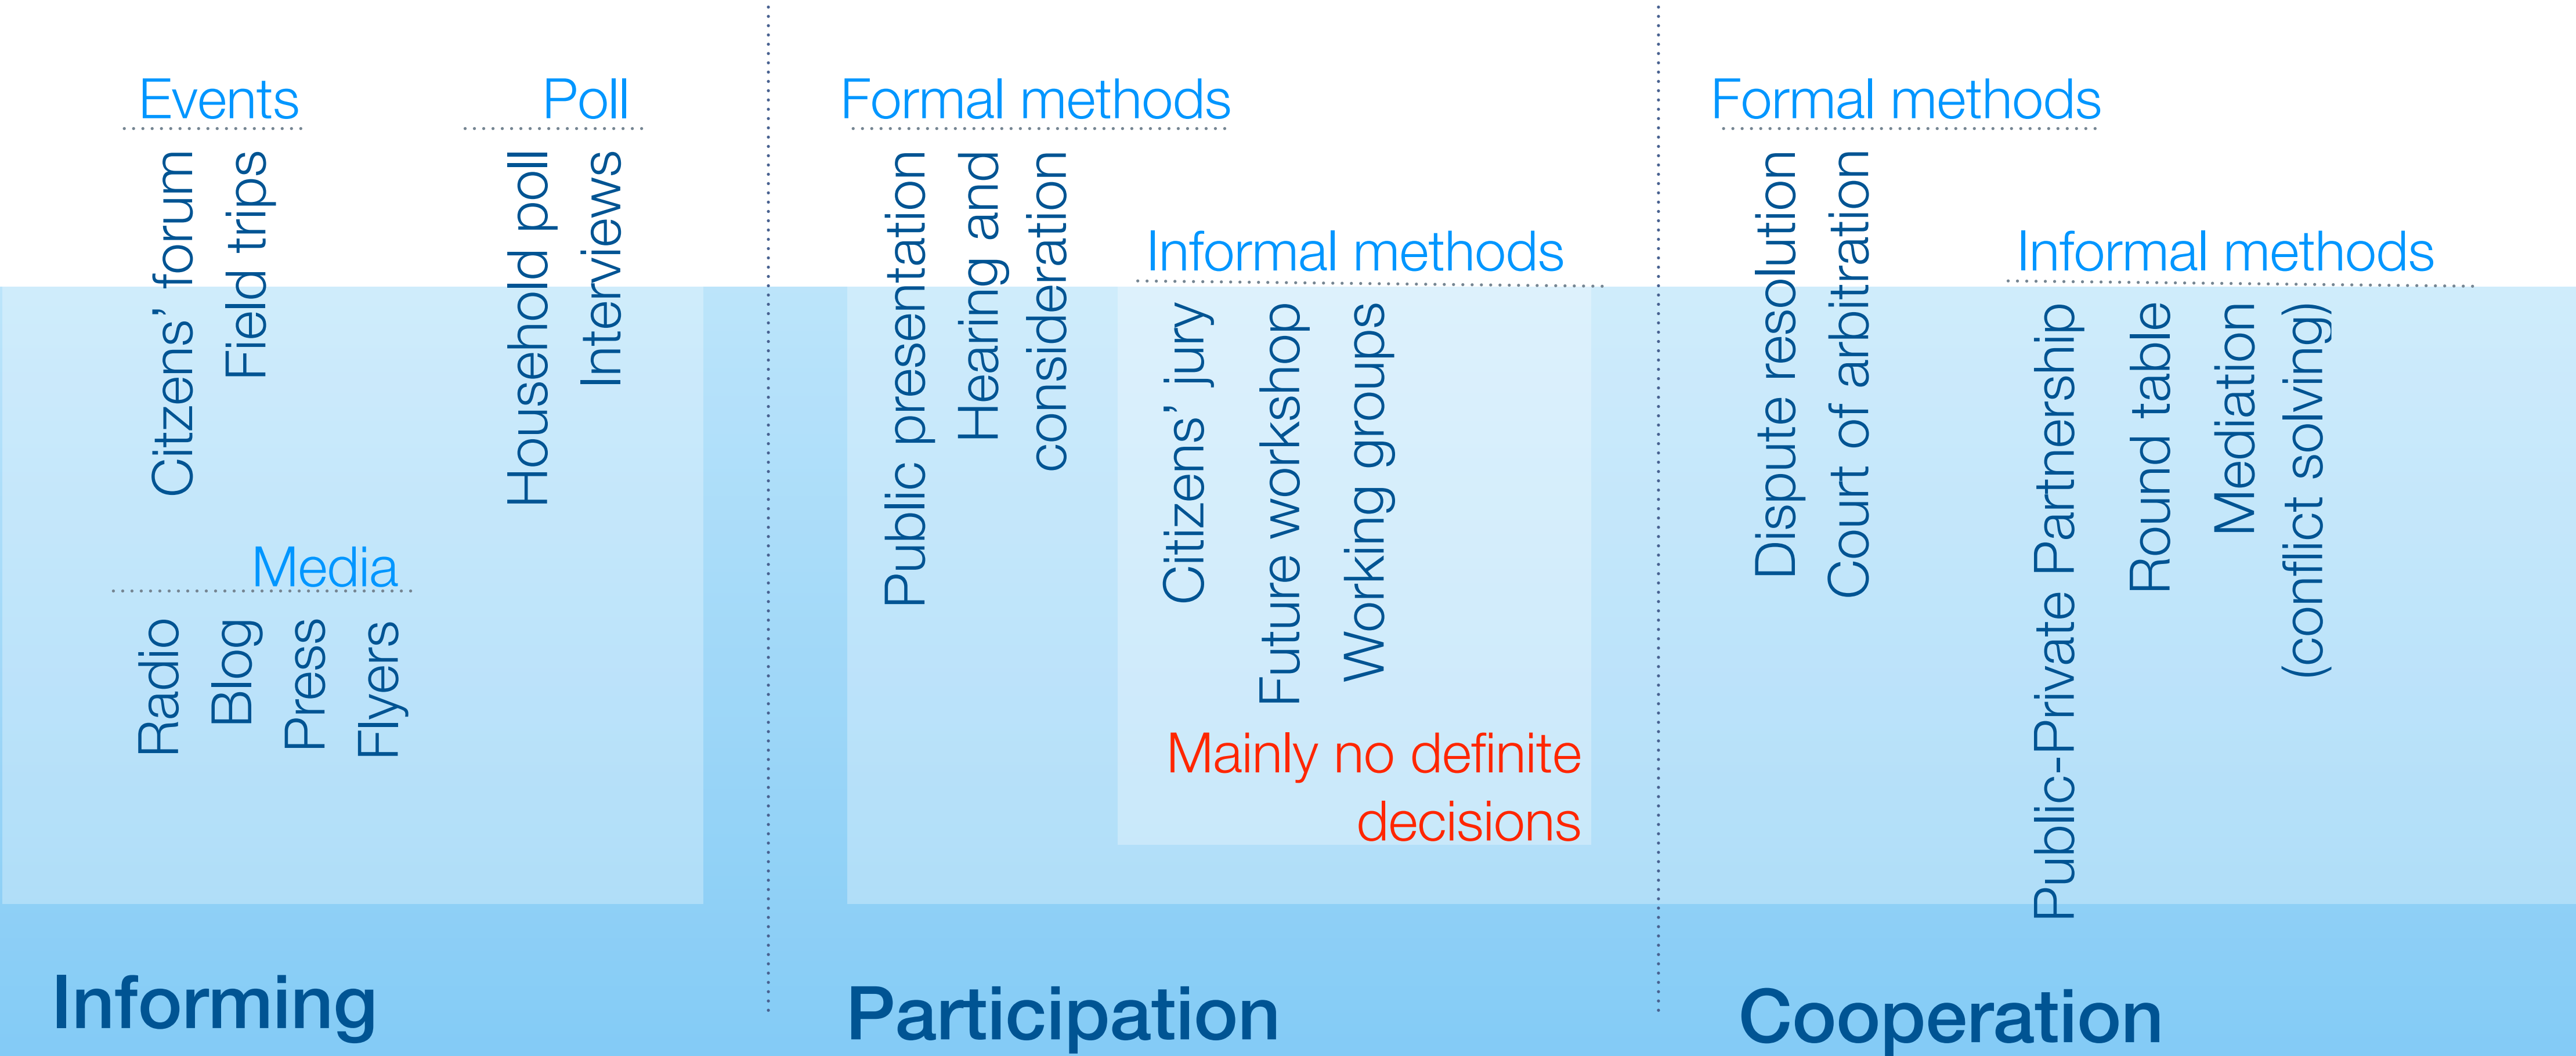 Events
Citizens’ forum
Field trips
Poll
Household poll
Interviews
Media
Radio
Blog
Press
Flyers
Informing
Formal methods
Public presentation
Hearing and
consideration
Informal methods
Citizens’ jury
Future workshop
Working groups
Mainly no definite
decisions
Participation
Formal methods
Dispute resolution
Court of arbitration
Informal methods
Public-Private Partnership
Round table
Mediation
(conflict solving)
Cooperation